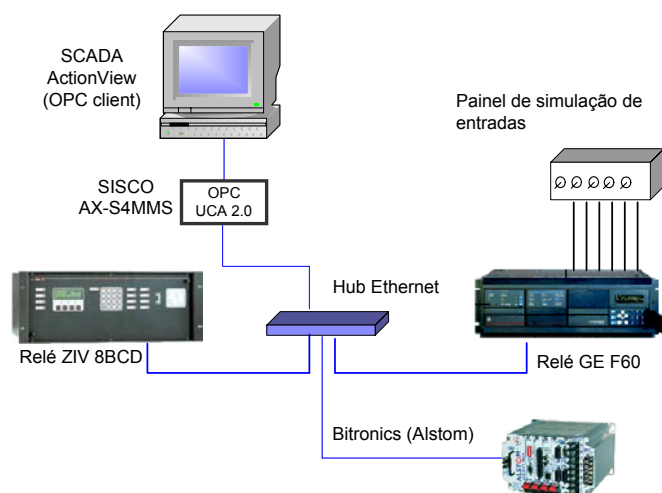 SCADA
ActionView
(OPC client)
Painel de simulação de
entradas
SISCO
AX-S4MMS
OPC
UCA 2.0
Hub Ethernet
Relé ZIV 8BCD
Relé GE F60
Bitronics (Alstom)
ALSTOM